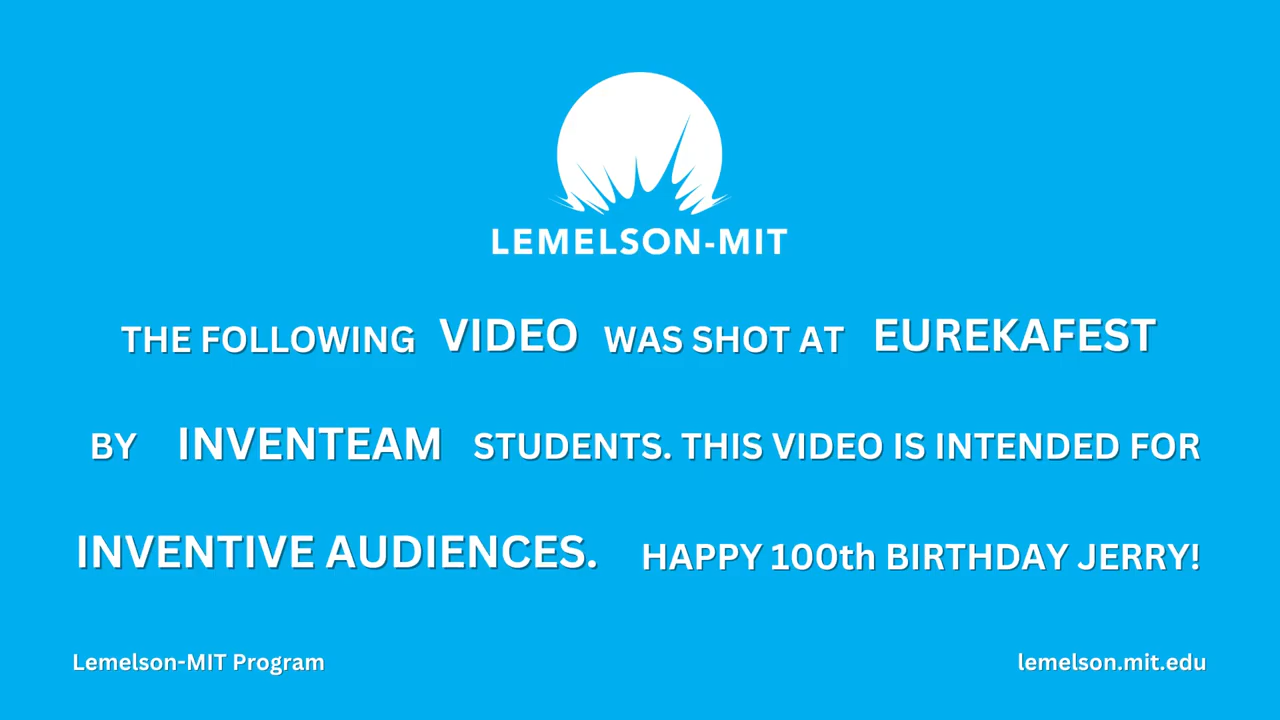 LEMELSON-MIT
THE FOLLOWING VIDEO WAS SHOT AT EUREKAFEST
BY INVENTEAM STUDENTS. THIS VIDEO IS INTENDED FOR
INVENTIVE AUDIENCES. HAPPY 100th BIRTHDAY JERRY!
Lemelson-MIT Program
lemelson.mit.edu